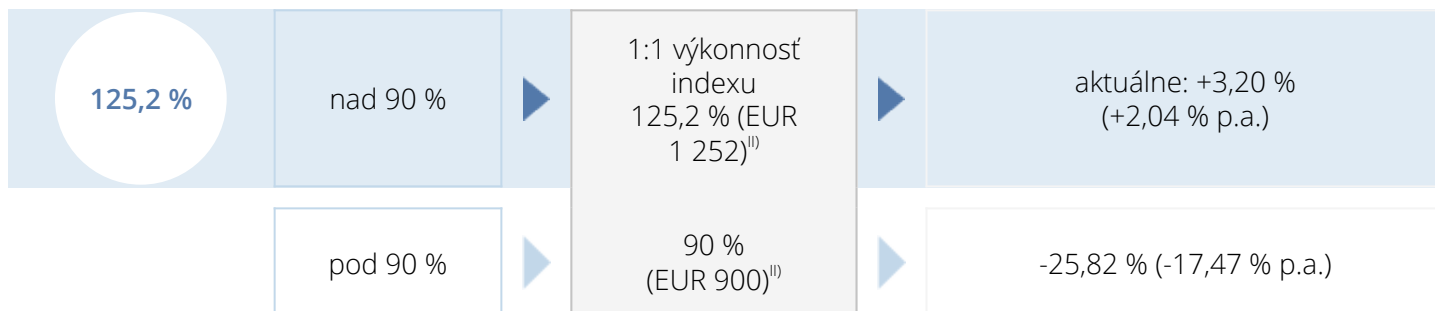 125,2 %
nad 90 %
1:1 výkonnosť
indexu
125,2 % (EUR
1 252)II)
aktuálne: +3,20 %
(+2,04 % p.a.)
pod 90 %
90 %
(EUR 900)II)
-25,82 % (-17,47 % p.a.)